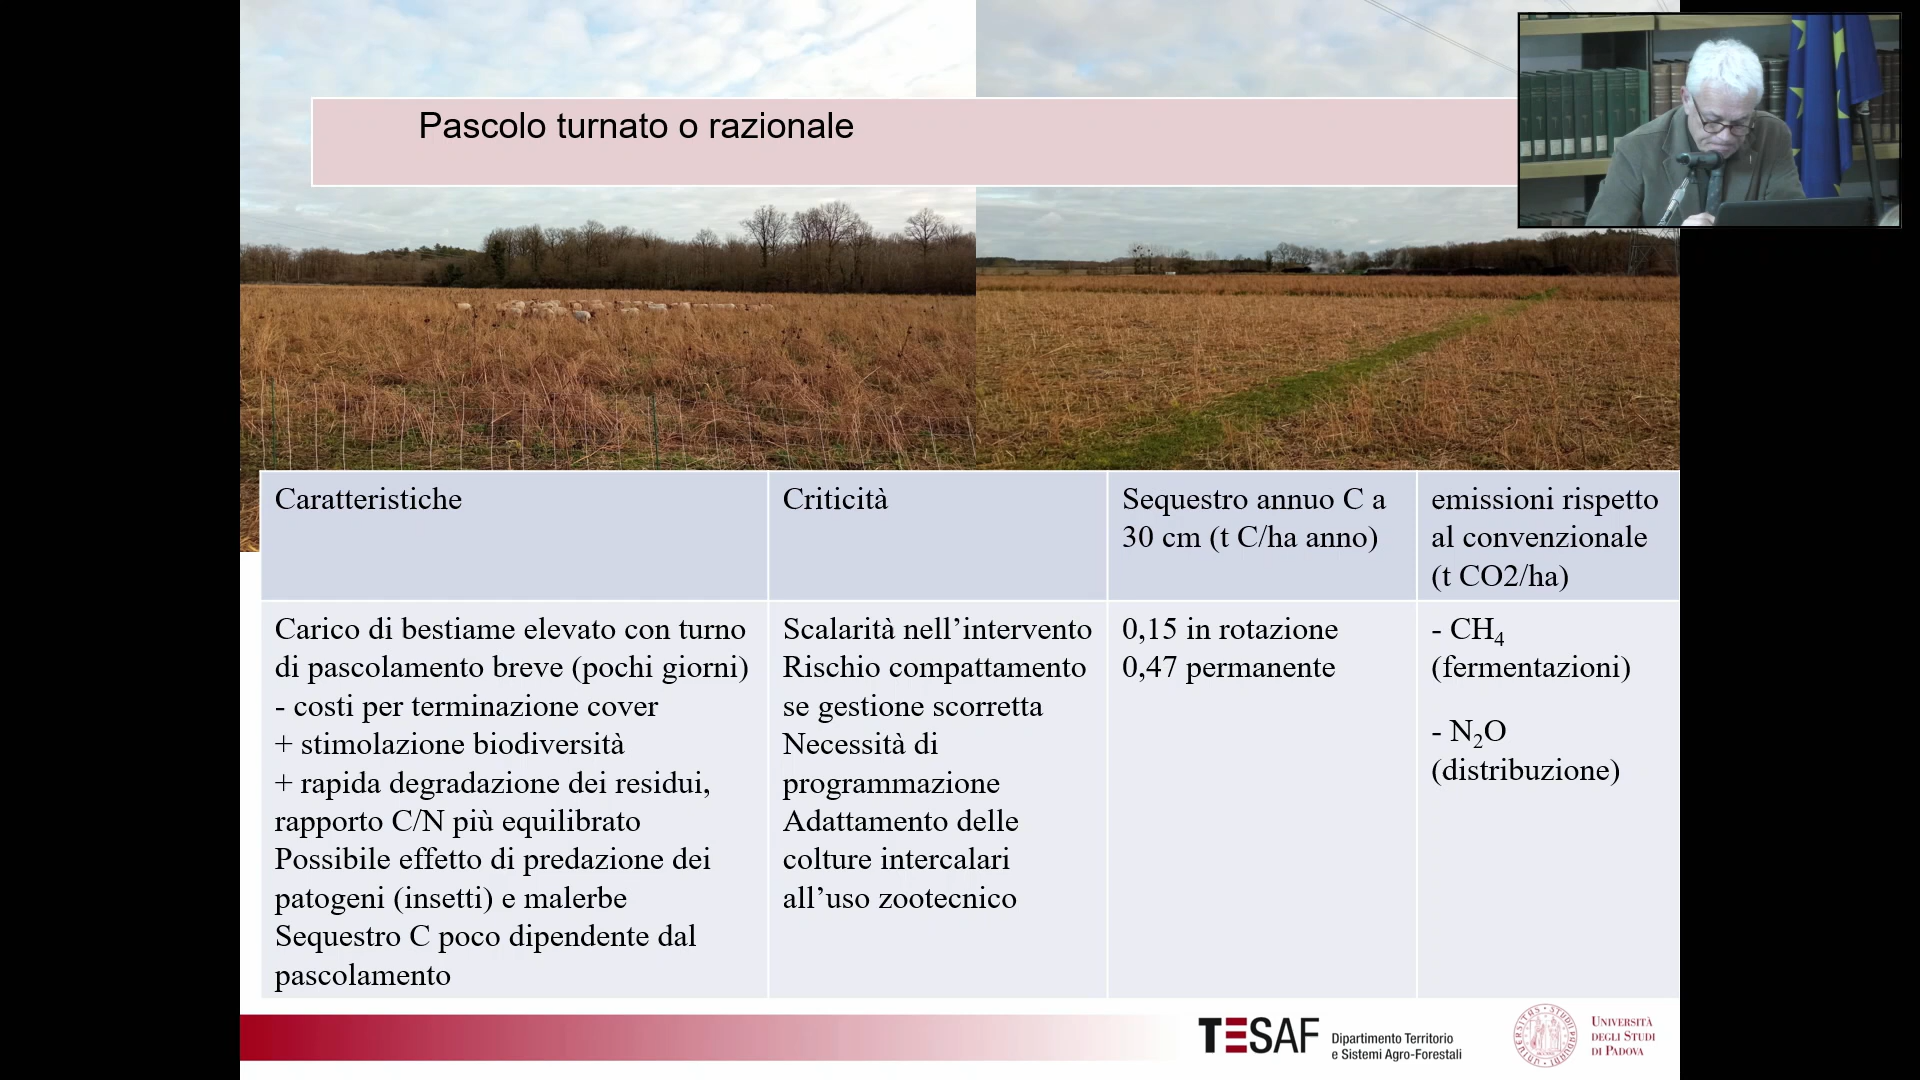 Pascolo turnato o razionale
Caratteristiche
Criticità
Sequestro annuo C a
30 cm (t C/ha anno)
emissioni rispetto
al convenzionale
(t CO2/ha)
Carico di bestiame elevato con turno
di pascolamento breve (pochi giorni)
- costi per terminazione cover
+ stimolazione biodiversità
+ rapida degradazione dei residui,
rapporto C/N più equilibrato
Possibile effetto di predazione dei
patogeni (insetti) e malerbe
Sequestro C poco dipendente dal
pascolamento
Scalarità nell’intervento
Rischio compattamento
se gestione scorretta
Necessità di
programmazione
Adattamento delle
colture intercalari
all’uso zootecnico
0,15 in rotazione
0,47 permanente
- CH4
(fermentazioni)
- N2O
(distribuzione)
TESAF
Dipartimento Territorio
e Sistemi Agro-Forestali
UNIVERSITÀ
DEGLI STUDI
DI PADOVA